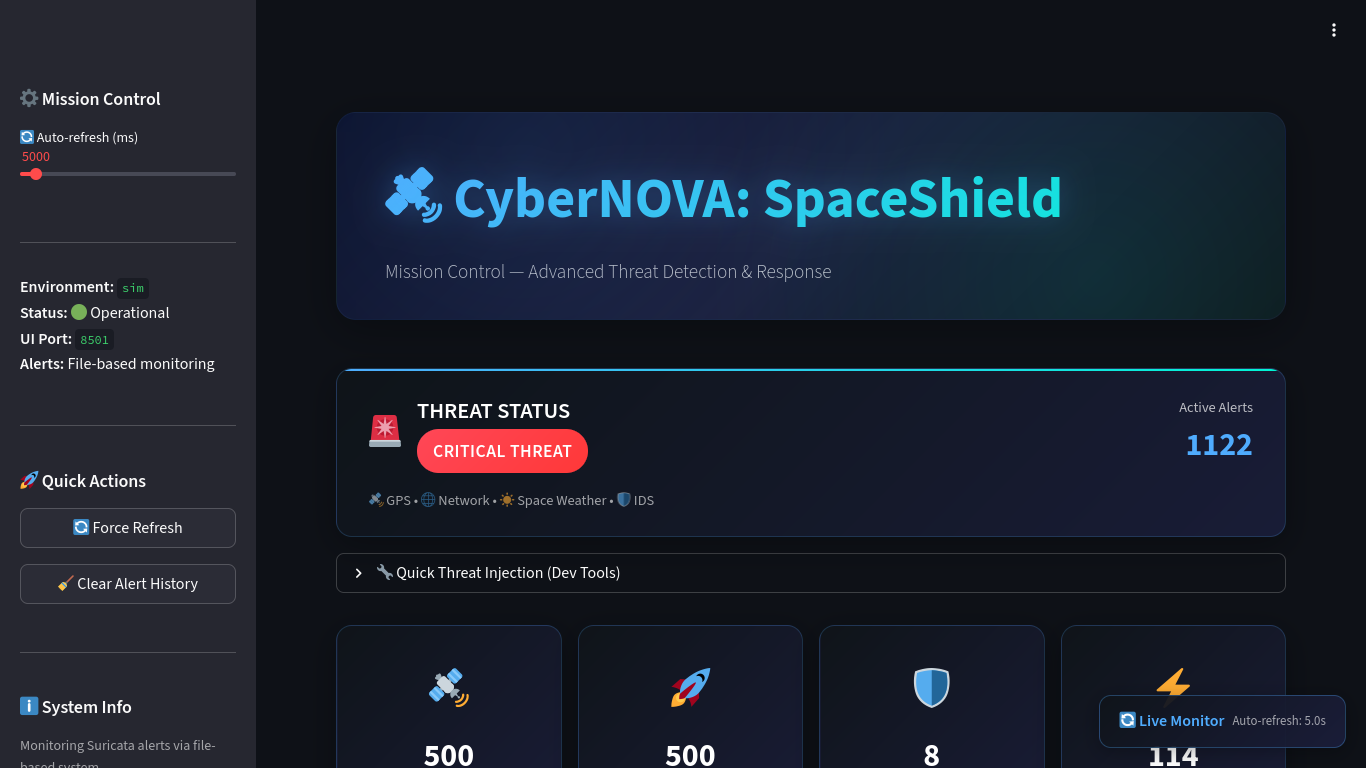 Mission Control
Auto-refresh (ms)
5000
Environment: sim
Status: Operational
UI Port: 8501
Alerts: File-based monitoring
Quick Actions
Force Refresh
Clear Alert History
System Info
Monitoring Suricata alerts via file-
based system
CyberNOVA: SpaceShield
Mission Control — Advanced Threat Detection & Response
THREAT STATUS
CRITICAL THREAT
Active Alerts
1122
GPS • Network • Space Weather • IDS
Quick Threat Injection (Dev Tools)
500
500
8
114
Live Monitor Auto-refresh: 5.0s